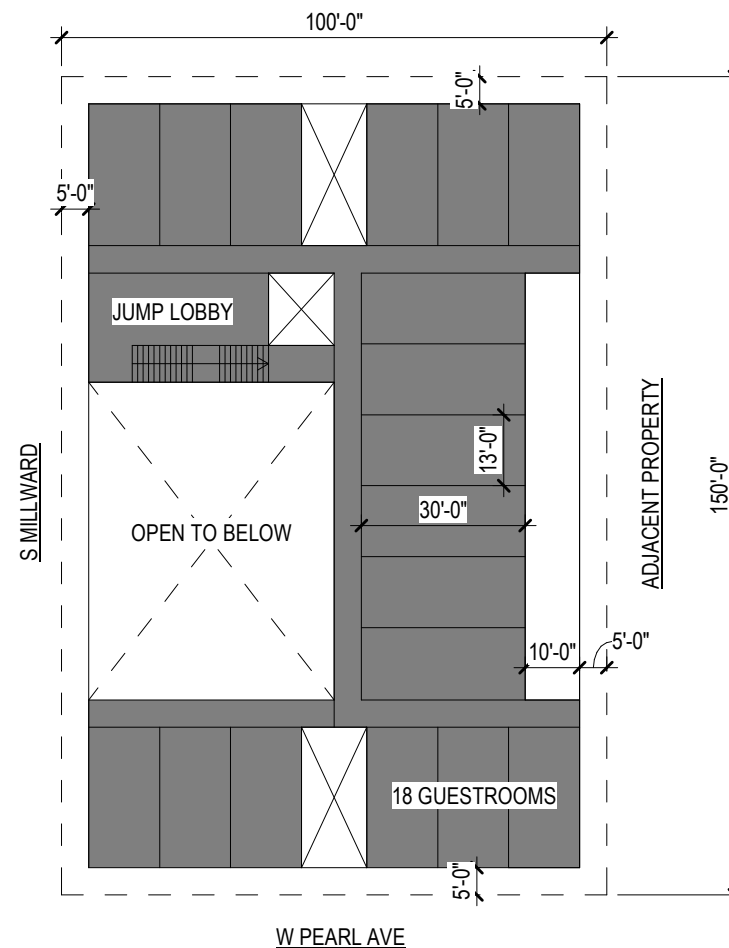 100'-0"
5'-0"
5'-0"
JUMP LOBBY
S MILLWARD
OPEN TO BELOW
13'-0"
30'-0"
ADJACENT PROPERTY
150'-0"
10'-0"
5'-0"
18 GUESTROOMS
5'-0"
W PEARL AVE